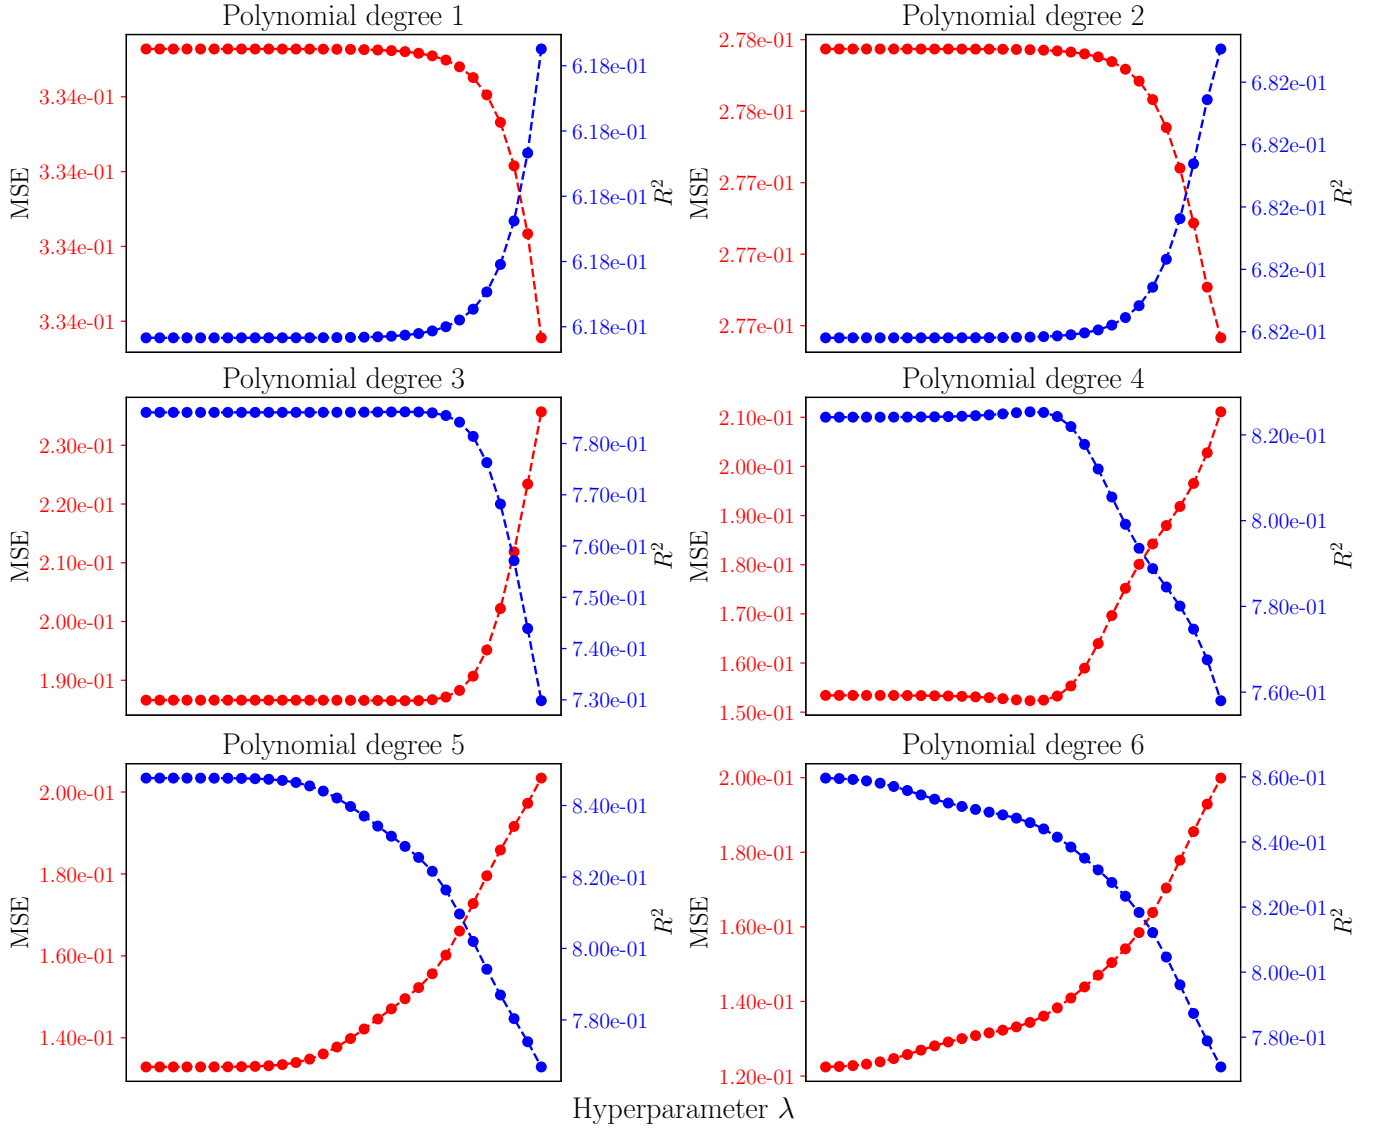 Polynomial degree 1
MSE
3.34e-01
3.34e-01
3.34e-01
3.34e-01
6.18e-01
6.18e-01
6.18e-01
6.18e-01
6.18e-01
R²
Polynomial degree 2
MSE
2.78e-01
2.78e-01
2.77e-01
2.77e-01
2.77e-01
6.82e-01
6.82e-01
6.82e-01
6.82e-01
6.82e-01
R²
Polynomial degree 3
MSE
2.30e-01
2.20e-01
2.10e-01
2.00e-01
1.90e-01
7.80e-01
7.70e-01
7.60e-01
7.50e-01
7.40e-01
7.30e-01
R²
Polynomial degree 4
MSE
2.10e-01
2.00e-01
1.90e-01
1.80e-01
1.70e-01
1.60e-01
1.50e-01
8.20e-01
8.00e-01
7.80e-01
7.60e-01
R²
Polynomial degree 5
MSE
2.00e-01
1.80e-01
1.60e-01
1.40e-01
8.40e-01
8.20e-01
8.00e-01
7.80e-01
R²
Polynomial degree 6
MSE
2.00e-01
1.80e-01
1.60e-01
1.40e-01
1.20e-01
8.60e-01
8.40e-01
8.20e-01
8.00e-01
7.80e-01
R²
Hyperparameter λ